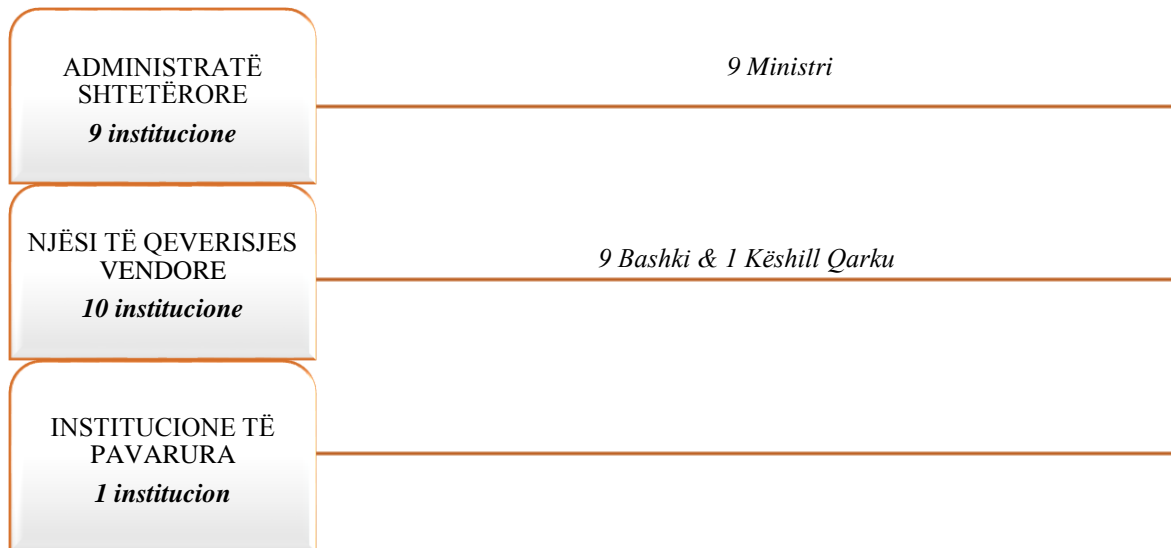 ADMINISTRATË
SHTETËRORE
9 institucione
9 Ministri
NJËSI TË QEVERISJES
VENDORE
10 institucione
9 Bashki & 1 Këshill Qarku
INSTITUCIONE TË
PAVARURA
1 institucion